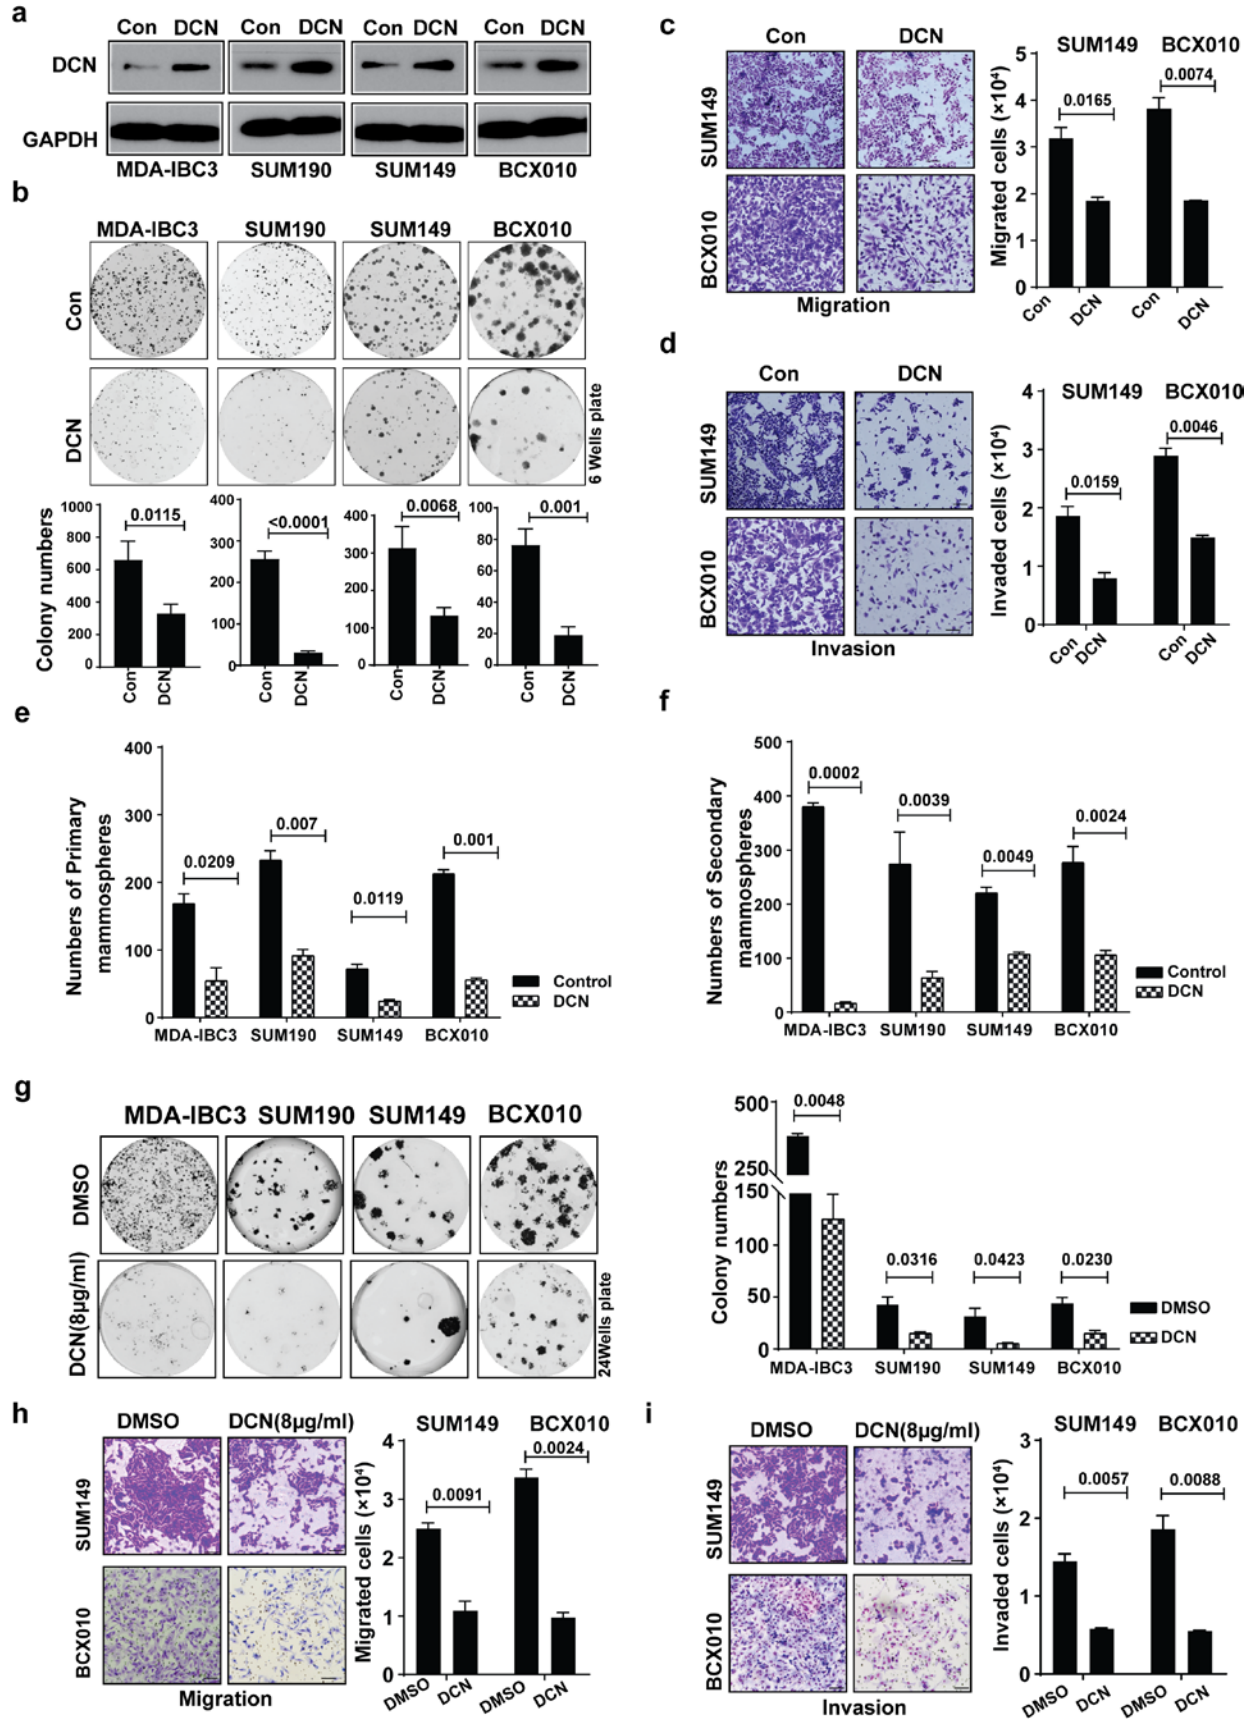 a
Con DCN Con DCN Con DCN Con DCN
DCN
GAPDH
MDA-IBC3 SUM190 SUM149 BCX010
b
MDA-IBC3 SUM190 SUM149 BCX010
Con
DCN
6 Wells plate
Colony numbers
1000
800
600
400
200
0
0.0115
Con DCN
400
300
200
100
0
<0.0001
Con DCN
400
300
200
100
0
0.0068
Con DCN
100
80
60
40
20
0
0.001
Con DCN
c
Con DCN
SUM149
BCX010
Migration
SUM149 BCX010
Migrated cells (×10⁴)
5
4
3
2
1
0
0.0165
0.0074
Con DCN Con DCN
d
Con DCN
SUM149
BCX010
Invasion
SUM149 BCX010
Invaded cells (×10⁴)
4
3
2
1
0
0.0159
0.0046
Con DCN Con DCN
e
Numbers of Primary
mammospheres
400
300
200
100
0
0.0209
0.007
0.0119
0.001
Control
DCN
MDA-IBC3 SUM190 SUM149 BCX010
f
Numbers of Secondary
mammospheres
500
400
300
200
100
0
0.0002
0.0039
0.0049
0.0024
Control
DCN
MDA-IBC3 SUM190 SUM149 BCX010
g
MDA-IBC3 SUM190 SUM149 BCX010
DMSO
DCN(8μg/ml)
24Wells plate
Colony numbers
500
250
150
100
50
0
0.0048
0.0316
0.0423
0.0230
DMSO
DCN
MDA-IBC3 SUM190 SUM149 BCX010
h
DMSO DCN(8μg/ml)
SUM149
BCX010
Migration
SUM149 BCX010
Migrated cells (×10⁴)
4
3
2
1
0
0.0091
0.0024
DMSO DCN DMSO DCN
i
DMSO DCN(8μg/ml)
SUM149
BCX010
Invasion
SUM149 BCX010
Invaded cells (×10⁴)
3
2
1
0
0.0057
0.0088
DMSO DCN DMSO DCN